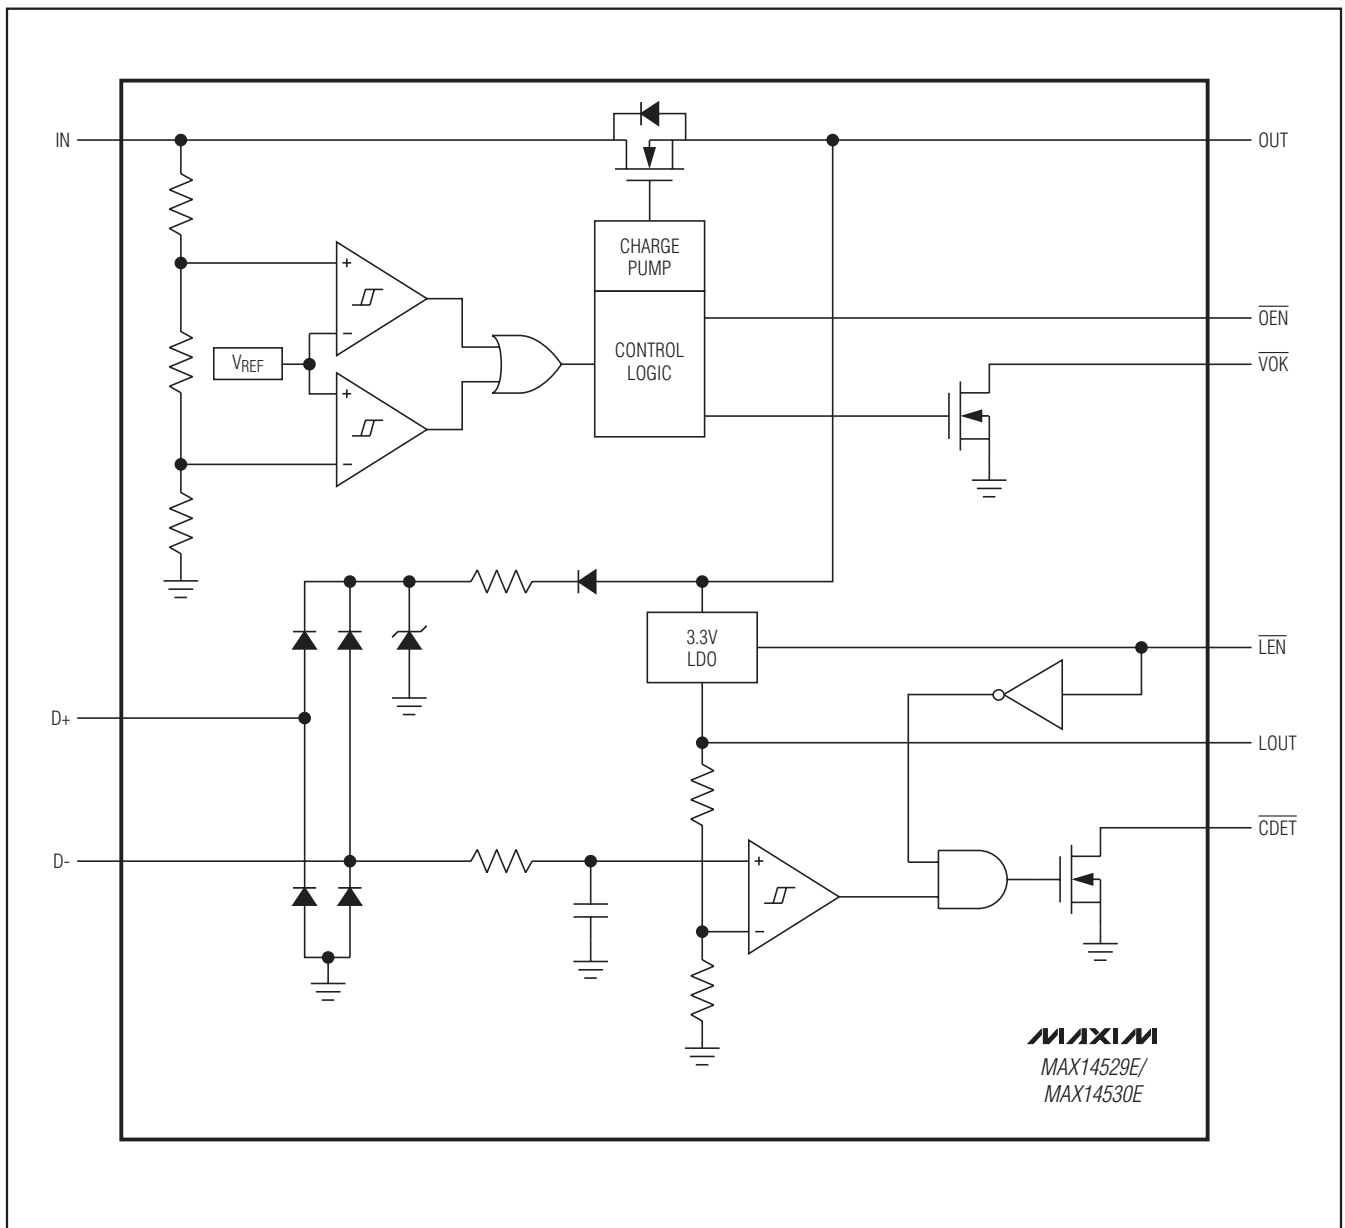 IN
OUT
CHARGE
PUMP
+
OEN
CONTROL
LOGIC
−
VREF
VOK
+
−
3.3V
LDO
LEN
D+
LOUT
CDET
D-
+
−
MAXIM
MAX14529E/
MAX14530E